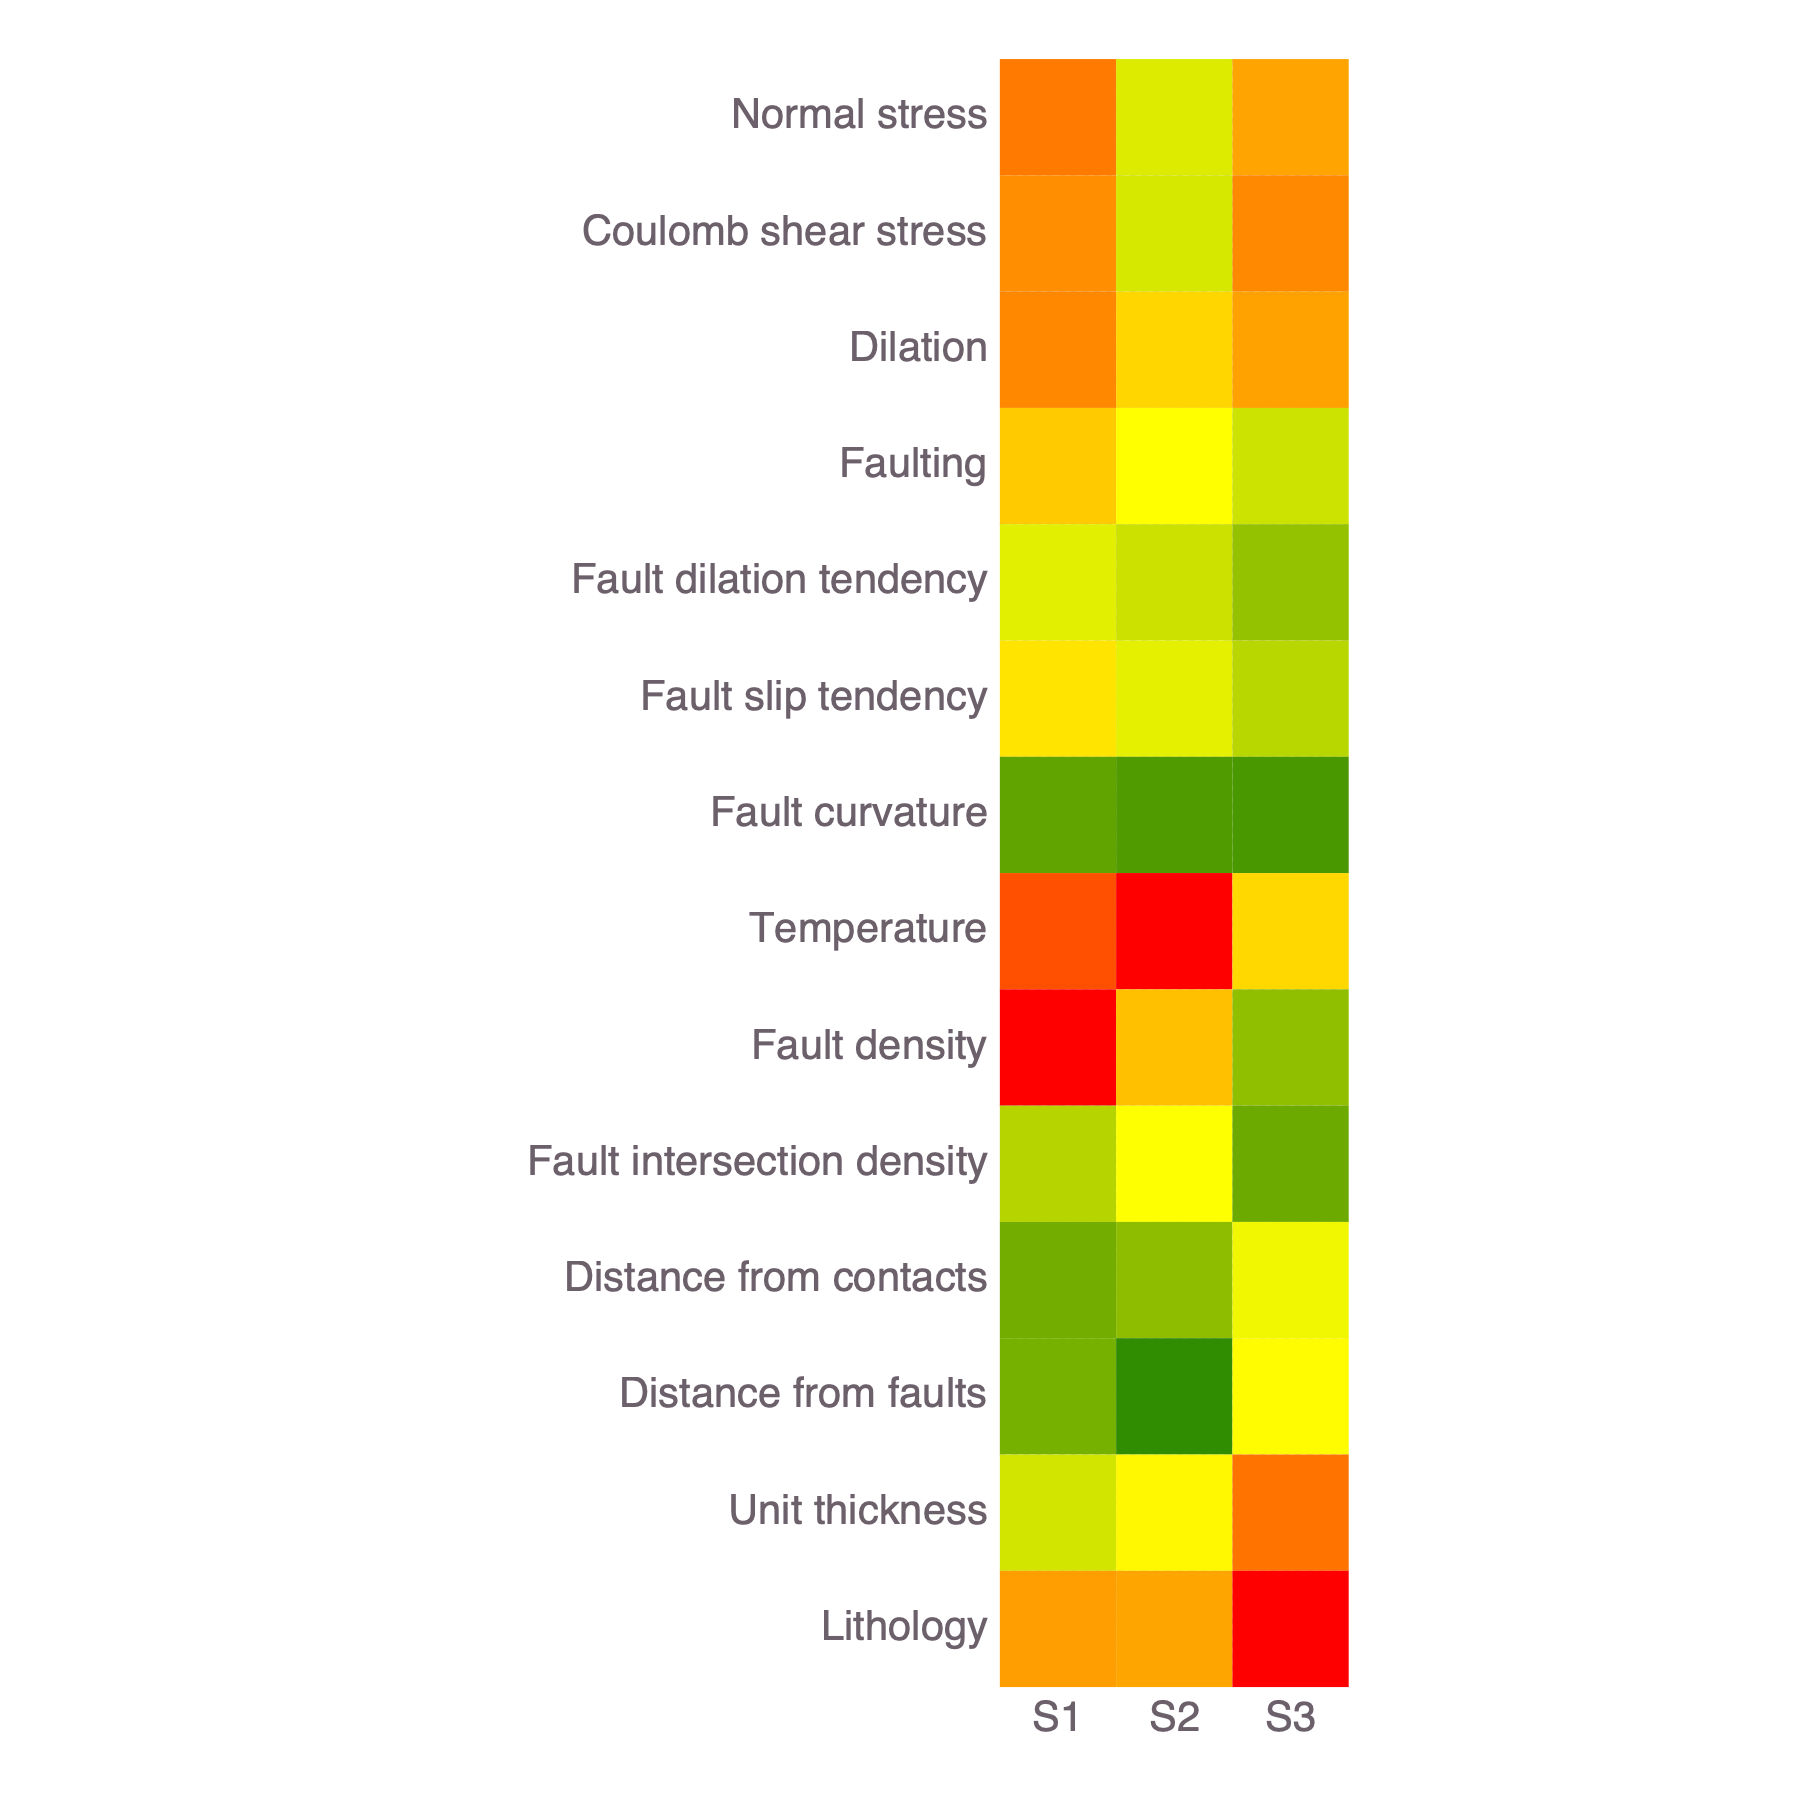 Normal stress
Coulomb shear stress
Dilation
Faulting
Fault dilation tendency
Fault slip tendency
Fault curvature
Temperature
Fault density
Fault intersection density
Distance from contacts
Distance from faults
Unit thickness
Lithology
S1 S2 S3